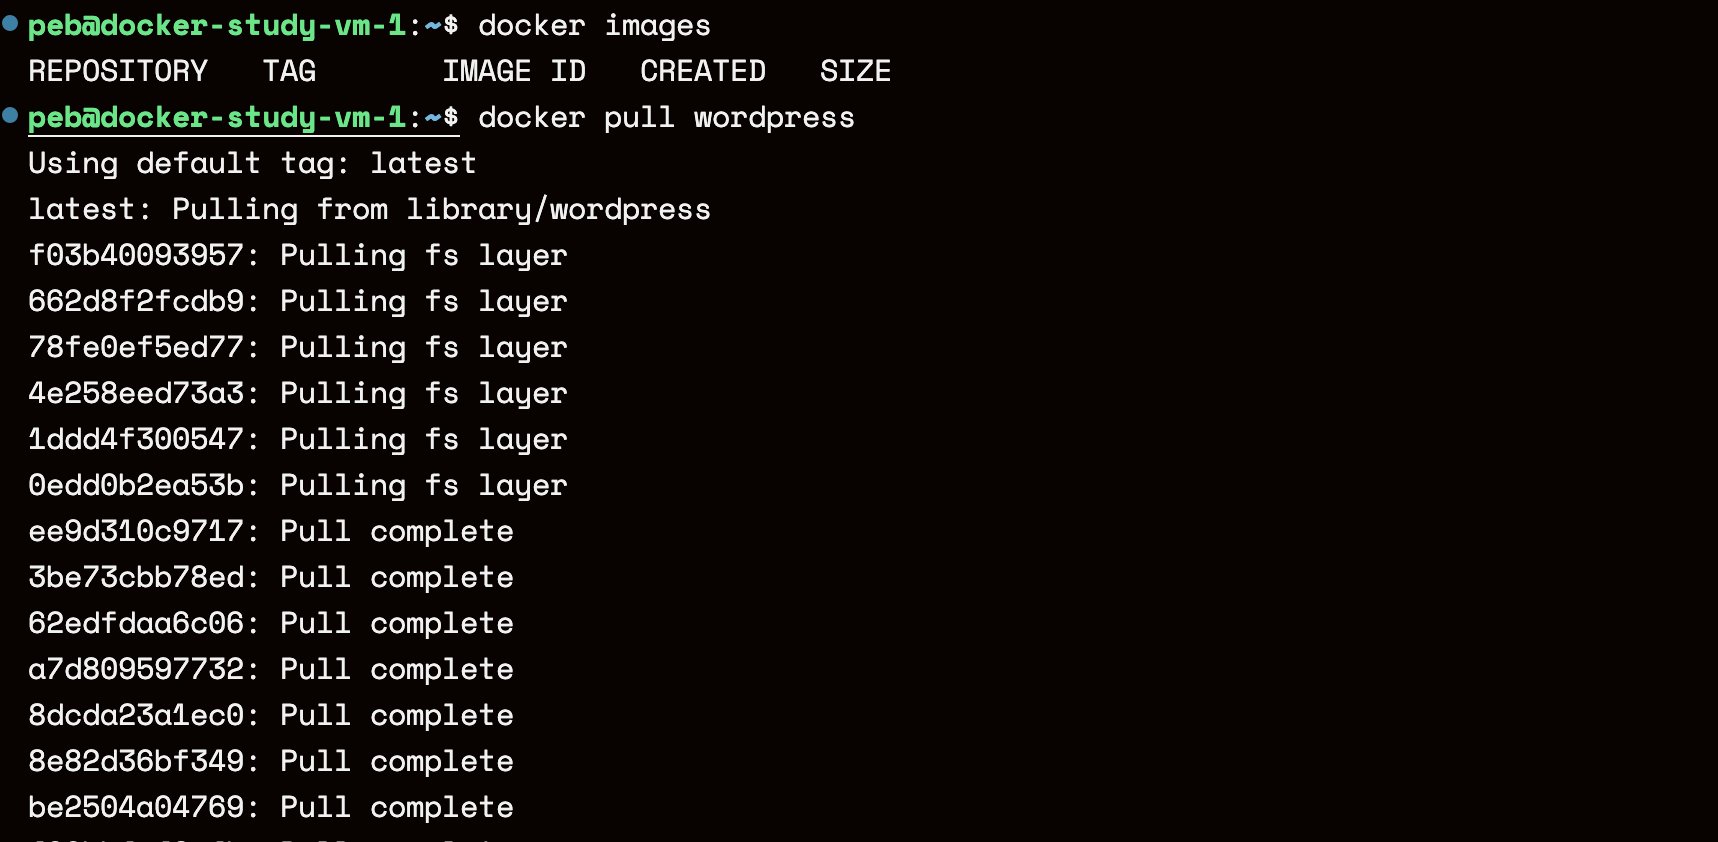 peb@docker-study-vm-1:~$ docker images
REPOSITORY   TAG       IMAGE ID   CREATED   SIZE
peb@docker-study-vm-1:~$ docker pull wordpress
Using default tag: latest
latest: Pulling from library/wordpress
f03b40093957: Pulling fs layer
662d8f2fcdb9: Pulling fs layer
78fe0ef5ed77: Pulling fs layer
4e258eed73a3: Pulling fs layer
1ddd4f300547: Pulling fs layer
0edd0b2ea53b: Pulling fs layer
ee9d310c9717: Pull complete
3be73cbb78ed: Pull complete
62edfdaa6c06: Pull complete
a7d809597732: Pull complete
8dcda23a1ec0: Pull complete
8e82d36bf349: Pull complete
be2504a04769: Pull complete